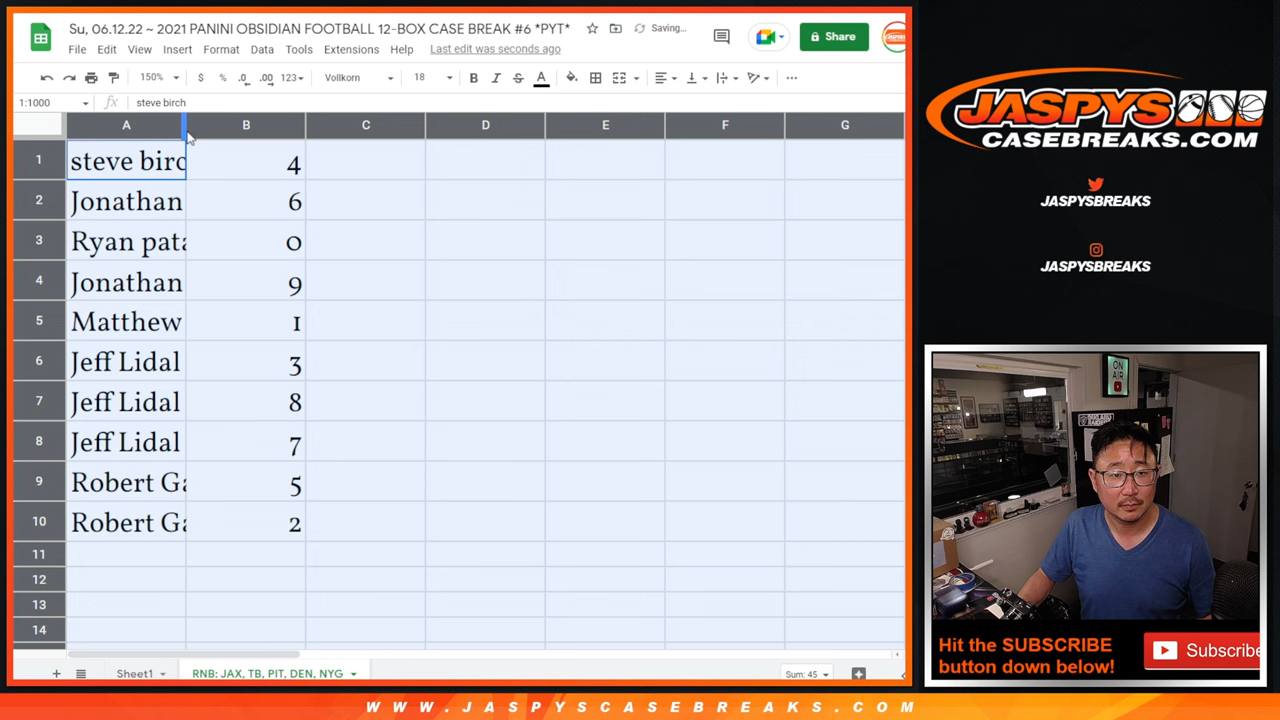 Su, 06.12.22 ~ 2021 PANINI OBSIDIAN FOOTBALL 12-BOX CASE BREAK #6 *PYT*
Saving...
File Edit View Insert Format Data Tools Extensions Help Last edit was seconds ago
Share
150% $ % .0 .00 123 Vollkorn 18 B I S A
1:1000 fx steve birch
A B C D E F G
1 steve birc 4
2 Jonathan 6
3 Ryan pata 0
4 Jonathan 9
5 Matthew 1
6 Jeff Lidal 3
7 Jeff Lidal 8
8 Jeff Lidal 7
9 Robert Ga 5
10 Robert Ga 2
11
12
13
14
Sheet1 RNB: JAX, TB, PIT, DEN, NYG Sum: 45
JASPYS
CASEBREAKS.COM
JASPYSBREAKS
JASPYSBREAKS
ON
AIR
Hit the SUBSCRIBE
button down below!
Subscribe
WWW.JASPYSCASEBREAKS.COM